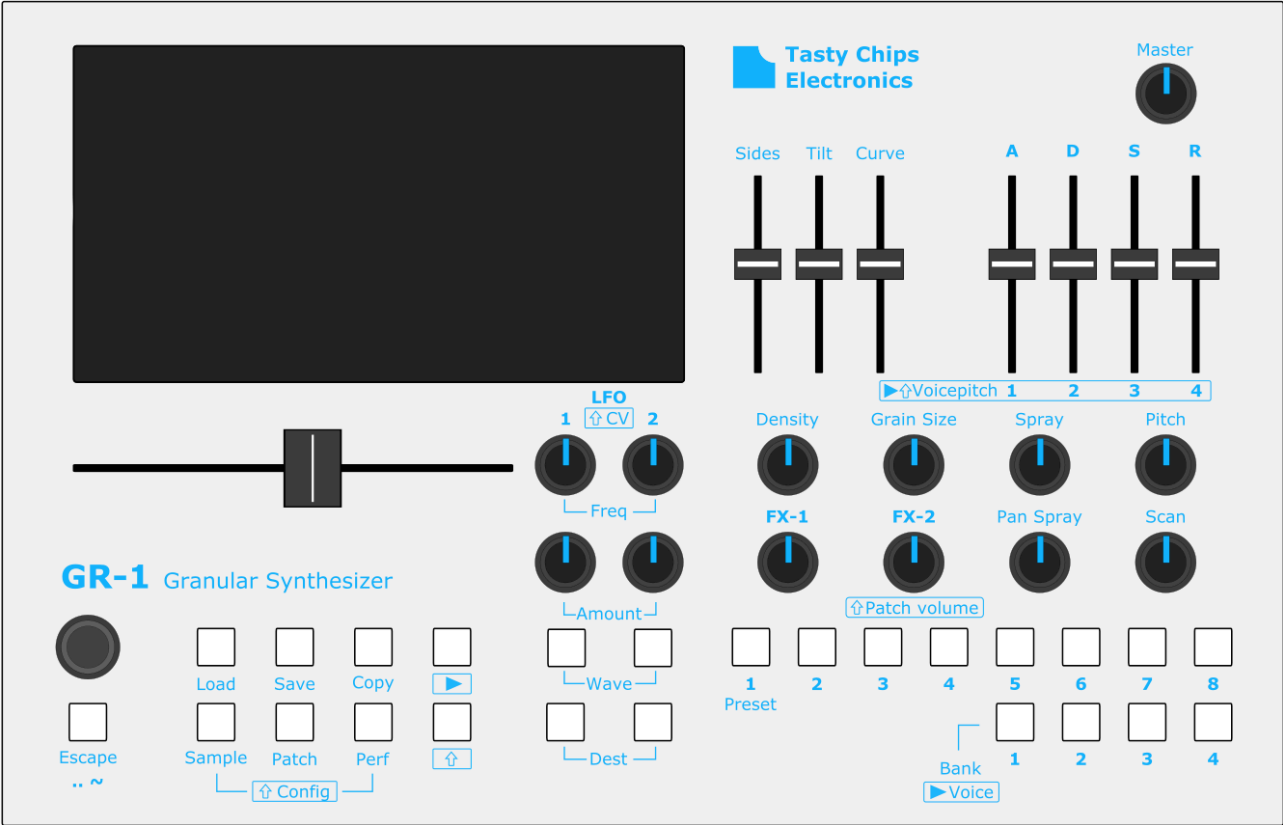 Tasty Chips
Electronics
Master
Sides Tilt Curve A D S R
▶⇧Voicepitch 1 2 3 4
LFO
1 ⇧ CV 2
Density Grain Size Spray Pitch
Freq
FX-1 FX-2 Pan Spray Scan
GR-1 Granular Synthesizer
Amount
⇧Patch volume
Load Save Copy ▶
Wave
1 2 3 4 5 6 7 8
Preset
Escape Sample Patch Perf ⇧
.. ~
⇧ Config
Dest
Bank 1 2 3 4
▶Voice